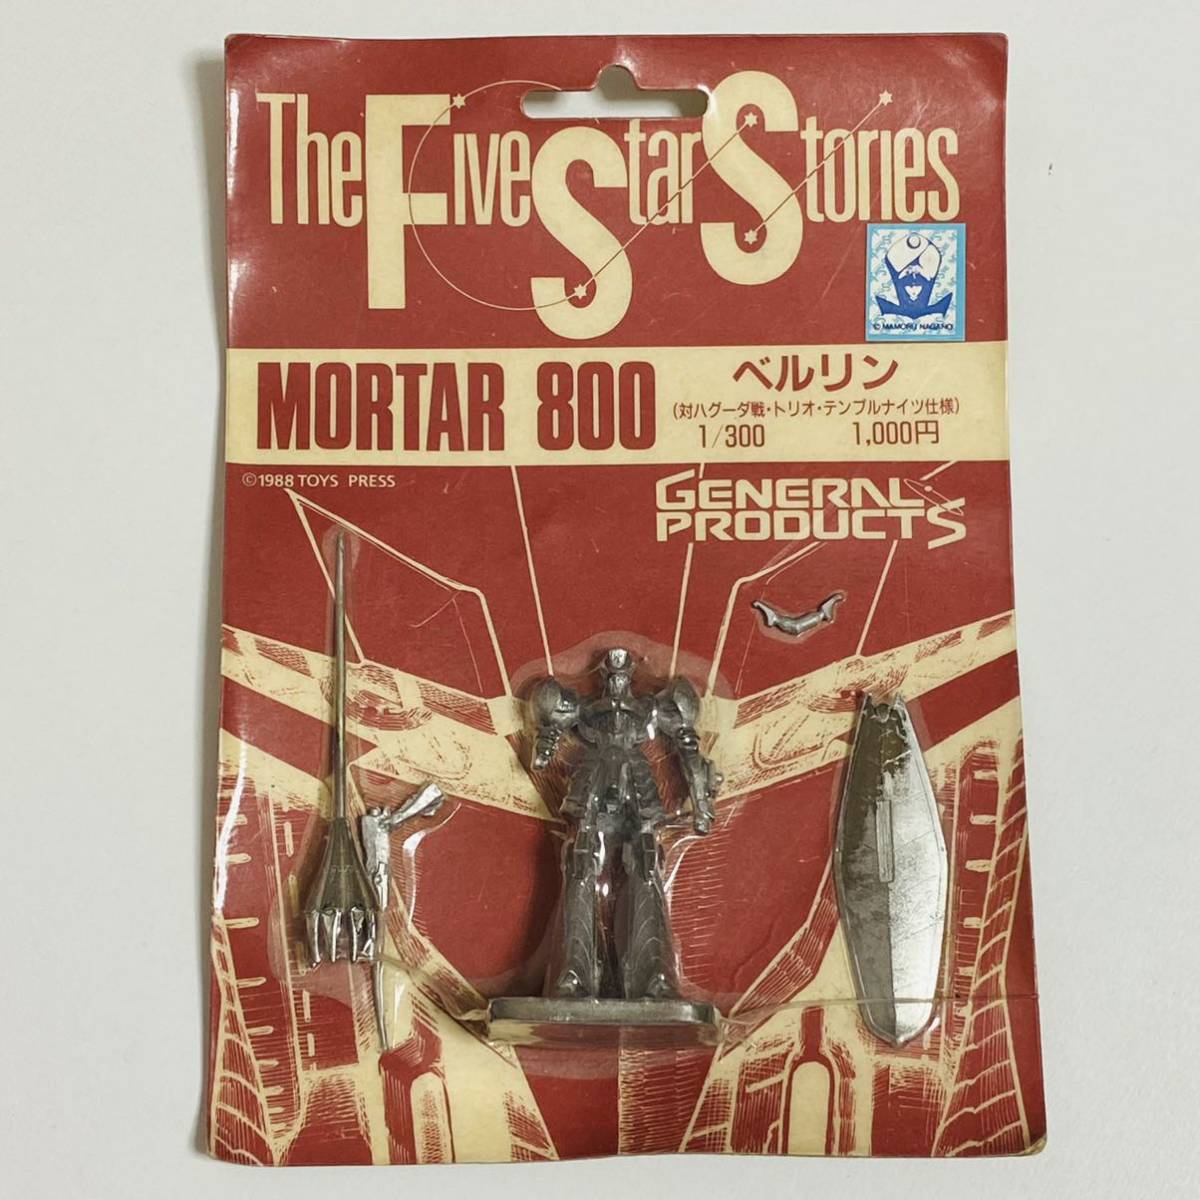 The Five Star Stories
© MAMORU NAGANO
MORTAR 800
ベルリン
(対ハグーダ戦・トリオ・テンプルナイツ仕様)
1/300 1,000円
©1988 TOYS PRESS
GENERAL PRODUCTS